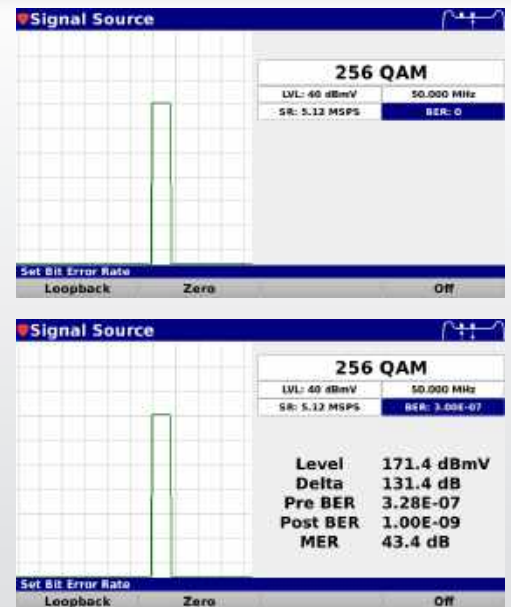 Signal Source
256 QAM
LVL: 40 dBmV 50.000 MHz
SR: 5.12 MSPS BER: 0
Set Bit Error Rate
Loopback Zero Off
Signal Source
256 QAM
LVL: 40 dBmV 50.000 MHz
SR: 5.12 MSPS BER: 3.00E-07
Level 171.4 dBmV
Delta 131.4 dB
Pre BER 3.28E-07
Post BER 1.00E-09
MER 43.4 dB
Set Bit Error Rate
Loopback Zero Off